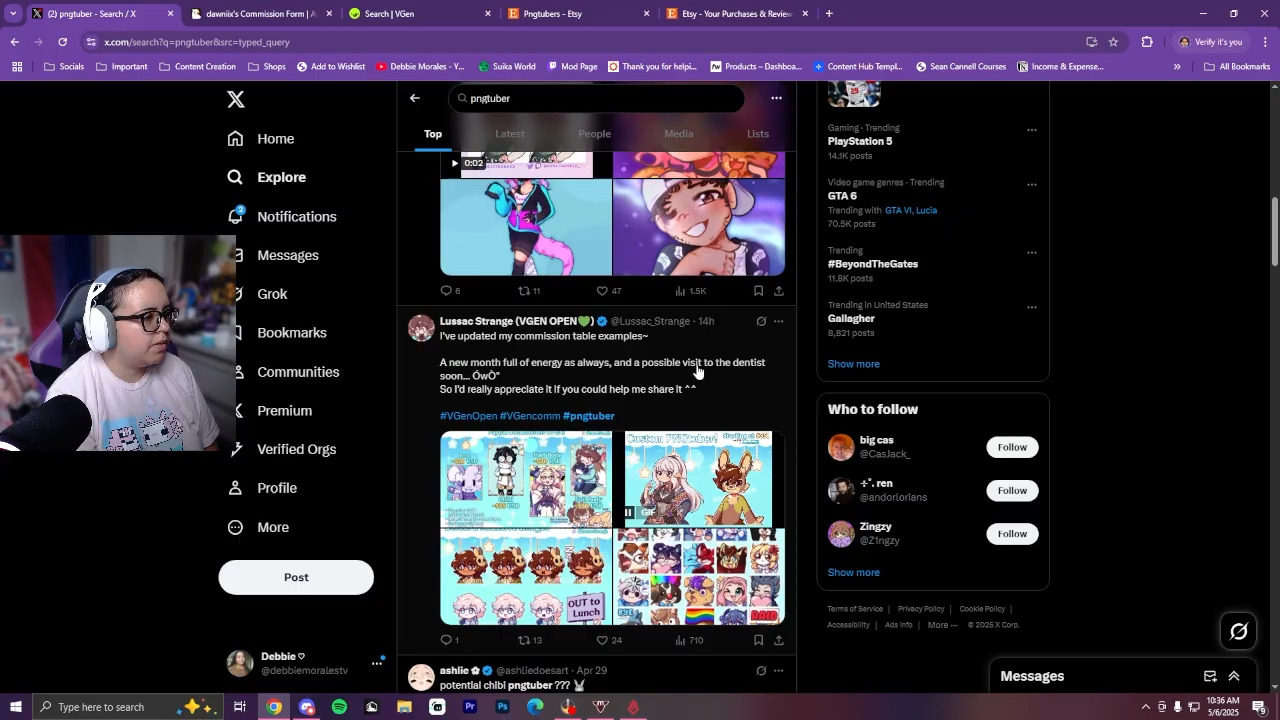 dawnixx | Commission Form | A
Search | VGen
Pngtubers - Etsy
Etsy - Your Purchases & Review
x.com/search?q=pngtuber&src=typed_query
Verify it's you
Socials
Important
Content Creation
Shops
Add to Wishlist
Debbie Morales - Y...
Suika World
Mod Page
Thank you for helpi...
Products – Dashboa...
Content Hub Templ...
Sean Cannell Courses
Income & Expense...
All Bookmarks
Home
Explore
2
Notifications
Messages
Grok
Bookmarks
Communities
Premium
Verified Orgs
Profile
More
Post
Debbie ♡
@debbiemoralestv
pngtuber
Top
Latest
People
Media
Lists
0:02
6
11
47
1.5K
Lussac Strange (VGEN OPEN💚) @Lussac_Strange · 14h
I've updated my commission table examples~
A new month full of energy as always, and a possible visit to the dentist
soon... ÓwÒ"
So I'd really appreciate it if you could help me share it ^^
#VGenOpen #VGencomm #pngtuber
Custom PNGtuber!
Starting at
GIF
OUT to
Lunch
RAID
1
13
24
710
ashlie @ashliedoesart · Apr 29
potential chibi pngtuber ???
Gaming · Trending
PlayStation 5
14.1K posts
Video game genres · Trending
GTA 6
Trending with GTA VI, Lucia
70.5K posts
Trending
#BeyondTheGates
11.8K posts
Trending in United States
Gallagher
8,821 posts
Show more
Who to follow
big cas
@CasJack_
Follow
ren
@andorlorians
Follow
Zingzy
@Z1ngzy
Follow
Show more
Terms of Service | Privacy Policy | Cookie Policy |
Accessibility | Ads info | More ··· © 2025 X Corp.
Messages
Type here to search
10:36 AM
5/6/2025